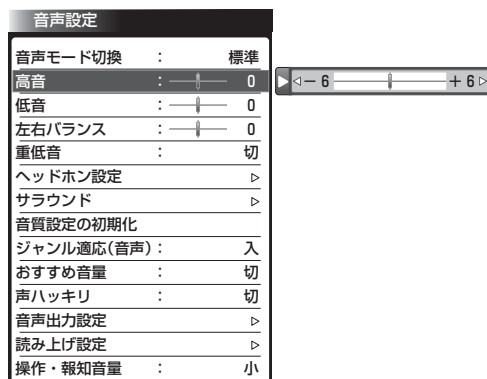 音声設定
音声モード切換 : 標準
高音 : 0
− 6 + 6
低音 : 0
左右バランス : 0
重低音 : 切
ヘッドホン設定
サラウンド
音質設定の初期化
ジャンル適応(音声) : 入
おすすめ音量 : 切
声ハッキリ : 切
音声出力設定
読み上げ設定
操作・報知音量 : 小